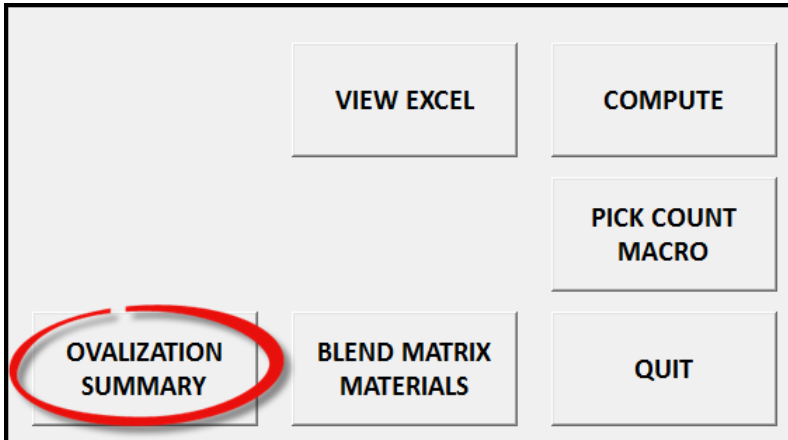 VIEW EXCEL
COMPUTE
PICK COUNT
MACRO
OVALIZATION
SUMMARY
BLEND MATRIX
MATERIALS
QUIT